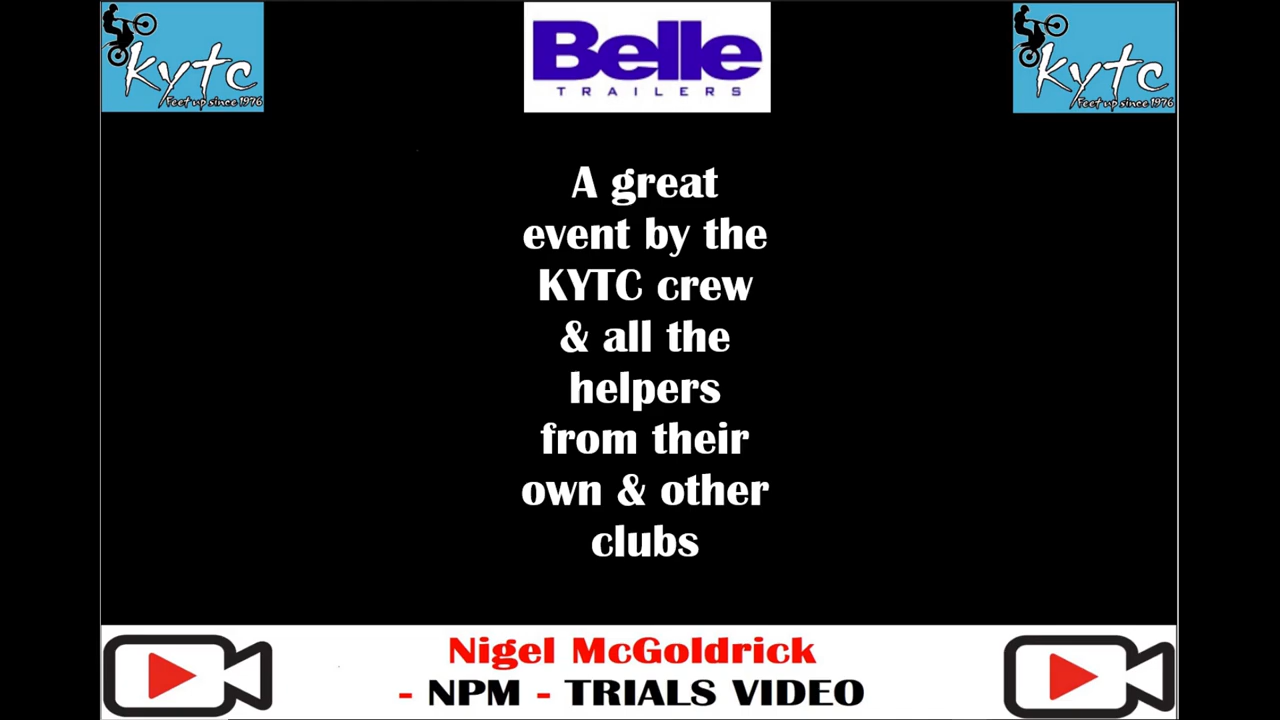 kytc
Feet up since 1976
Belle
TRAILERS
kytc
Feet up since 1976
A great
event by the
KYTC crew
& all the
helpers
from their
own & other
clubs
Nigel McGoldrick
- NPM - TRIALS VIDEO